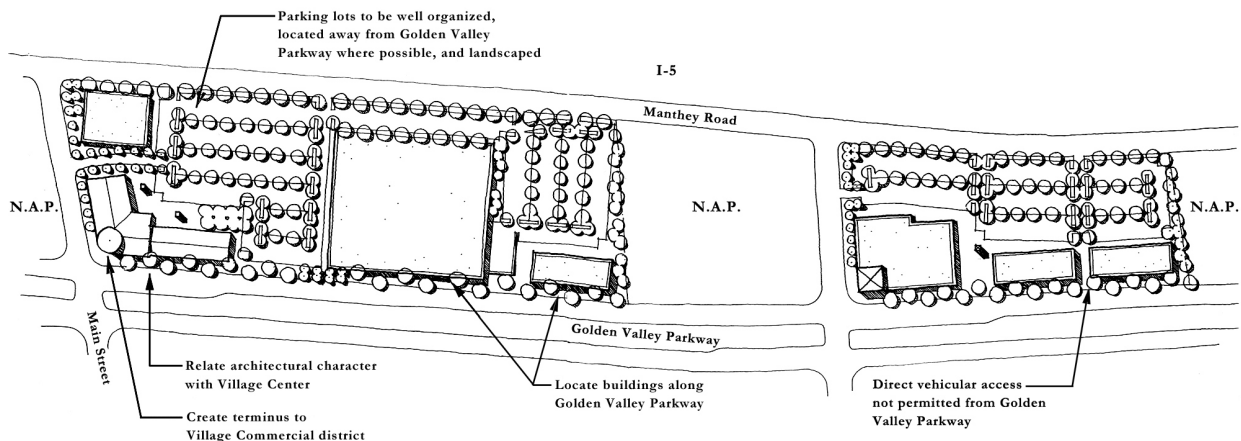 Parking lots to be well organized,
located away from Golden Valley
Parkway where possible, and landscaped
I-5
Manthey Road
N.A.P.
N.A.P.
N.A.P.
Main Street
Golden Valley Parkway
Relate architectural character
with Village Center
Create terminus to
Village Commercial district
Locate buildings along
Golden Valley Parkway
Direct vehicular access
not permitted from Golden
Valley Parkway